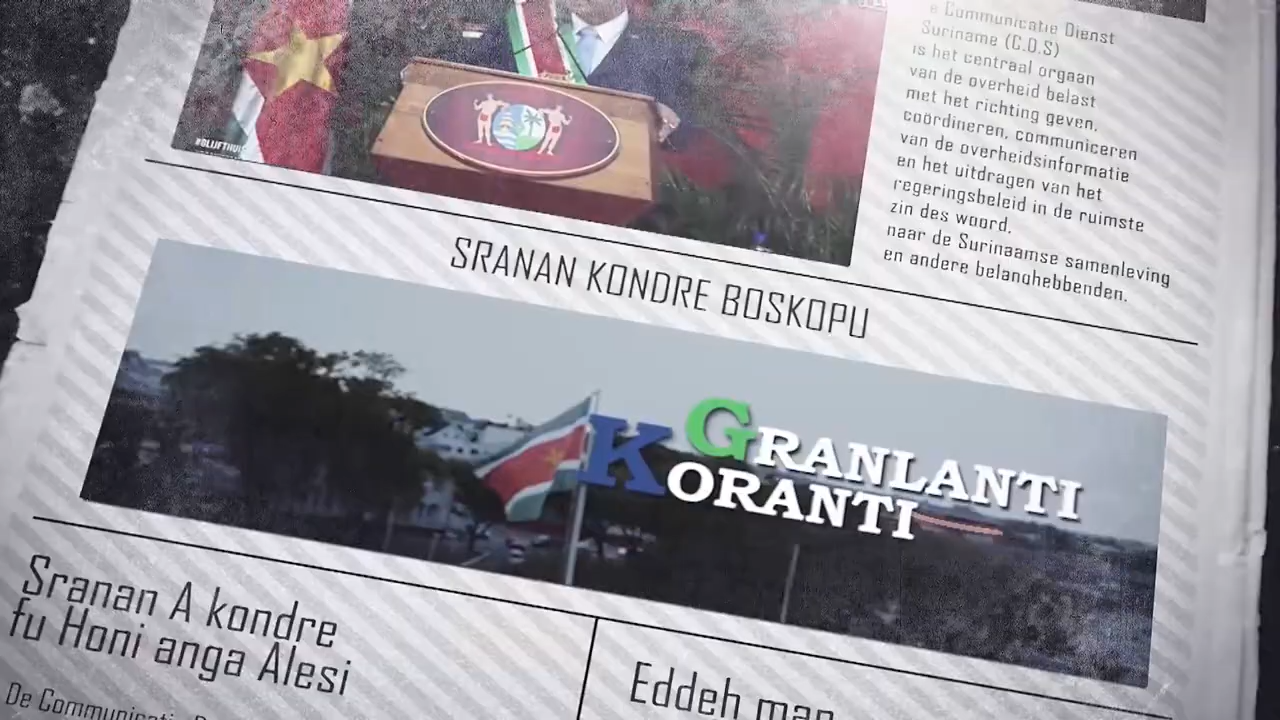 e Communicatie Dienst
Suriname (C.D.S)
is het centraal orgaan
van de overheid belast
met het richting geven,
coördineren, communiceren
van de overheidsinformatie
en het uitdragen van het
regeringsbeleid in de ruimste
zin des woord.
naar de Surinaamse samenleving
en andere belanghebbenden.
SRANAN KONDRE BOSKOPU
GRANLANTI
KORANTI
Sranan A kondre
fu Honi anga Alesi
Eddeh man
De